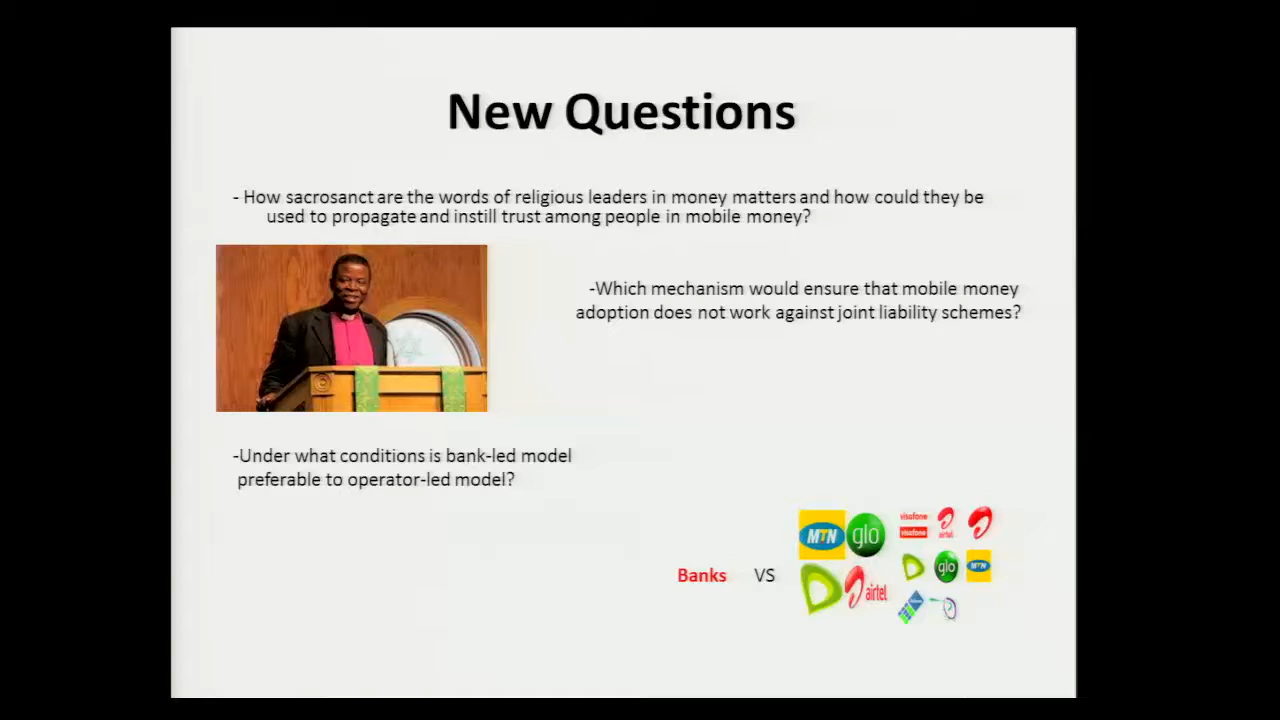 New Questions
- How sacrosanct are the words of religious leaders in money matters and how could they be
used to propagate and instill trust among people in mobile money?
-Which mechanism would ensure that mobile money
adoption does not work against joint liability schemes?
-Under what conditions is bank-led model
preferable to operator-led model?
Banks VS
MTN glo
airtel
visafone airtel
visafone
glo MTN